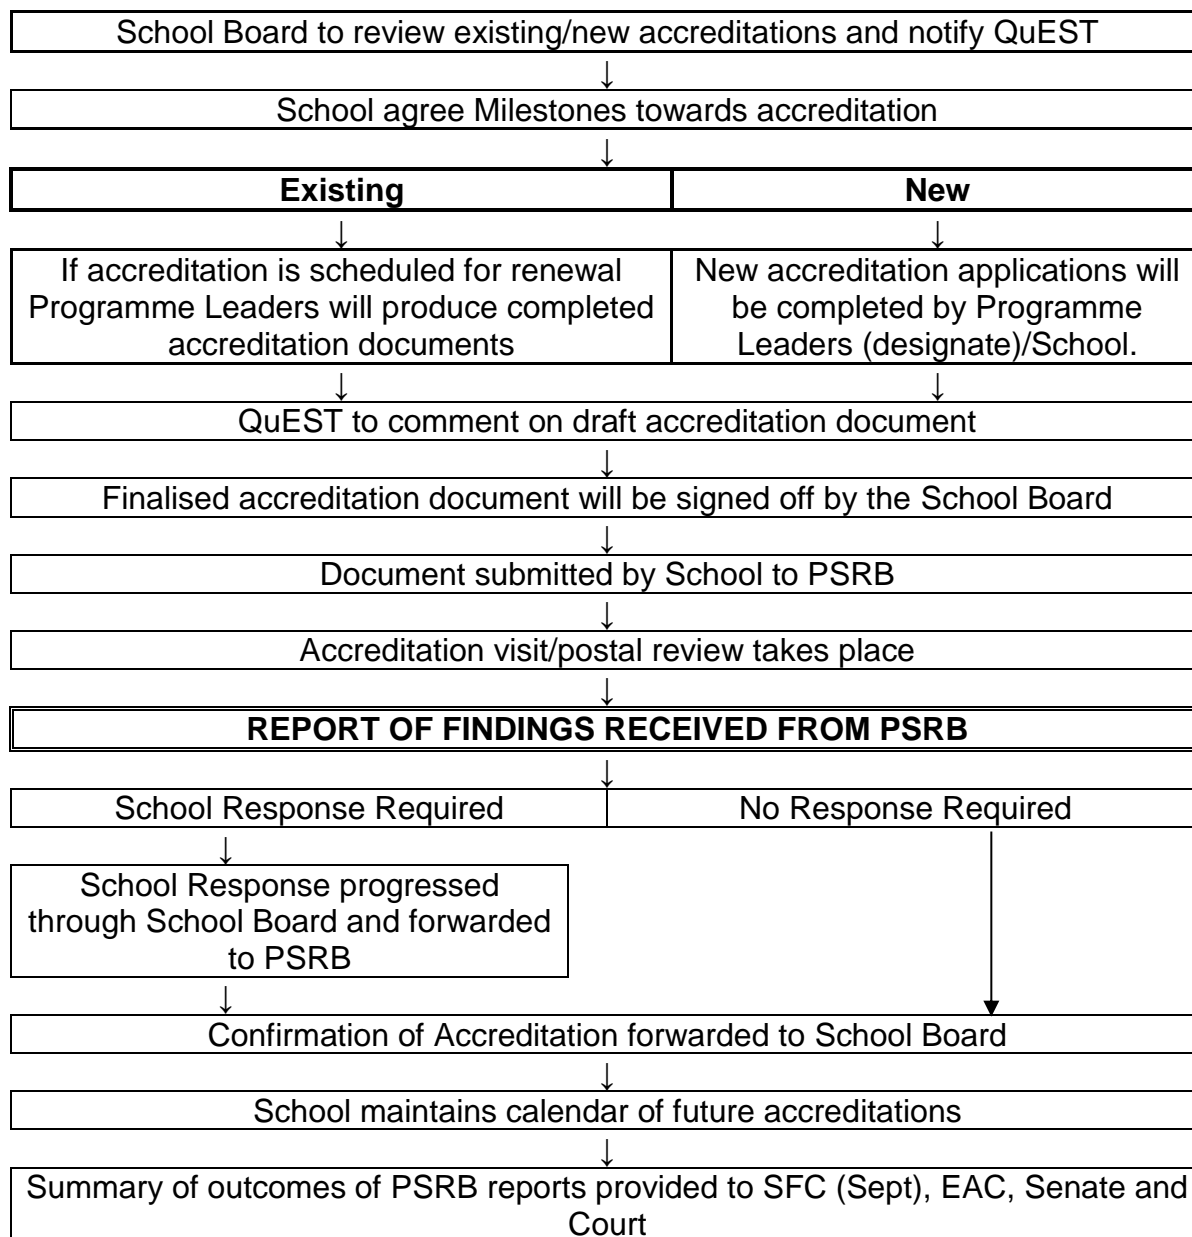 School Board to review existing/new accreditations and notify QuEST
↓
School agree Milestones towards accreditation
↓
Existing
New
↓
↓
If accreditation is scheduled for renewal
Programme Leaders will produce completed
accreditation documents
New accreditation applications will
be completed by Programme
Leaders (designate)/School.
↓
↓
QuEST to comment on draft accreditation document
↓
Finalised accreditation document will be signed off by the School Board
↓
Document submitted by School to PSRB
↓
Accreditation visit/postal review takes place
↓
REPORT OF FINDINGS RECEIVED FROM PSRB
↓
School Response Required
No Response Required
↓
School Response progressed
through School Board and forwarded
to PSRB
↓
Confirmation of Accreditation forwarded to School Board
↓
School maintains calendar of future accreditations
↓
Summary of outcomes of PSRB reports provided to SFC (Sept), EAC, Senate and
Court